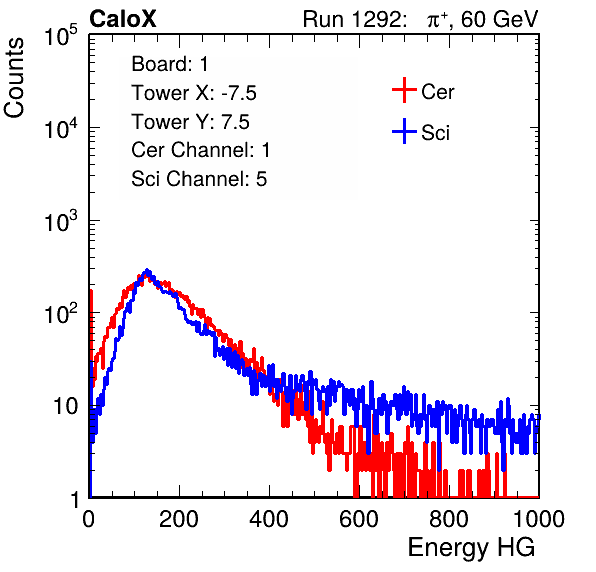 CaloX Run 1292: π⁺, 60 GeV
Counts
Board: 1
Tower X: -7.5
Tower Y: 7.5
Cer Channel: 1
Sci Channel: 5
Cer
Sci
10⁵
10⁴
10³
10²
10
1
0 200 400 600 800 1000
Energy HG